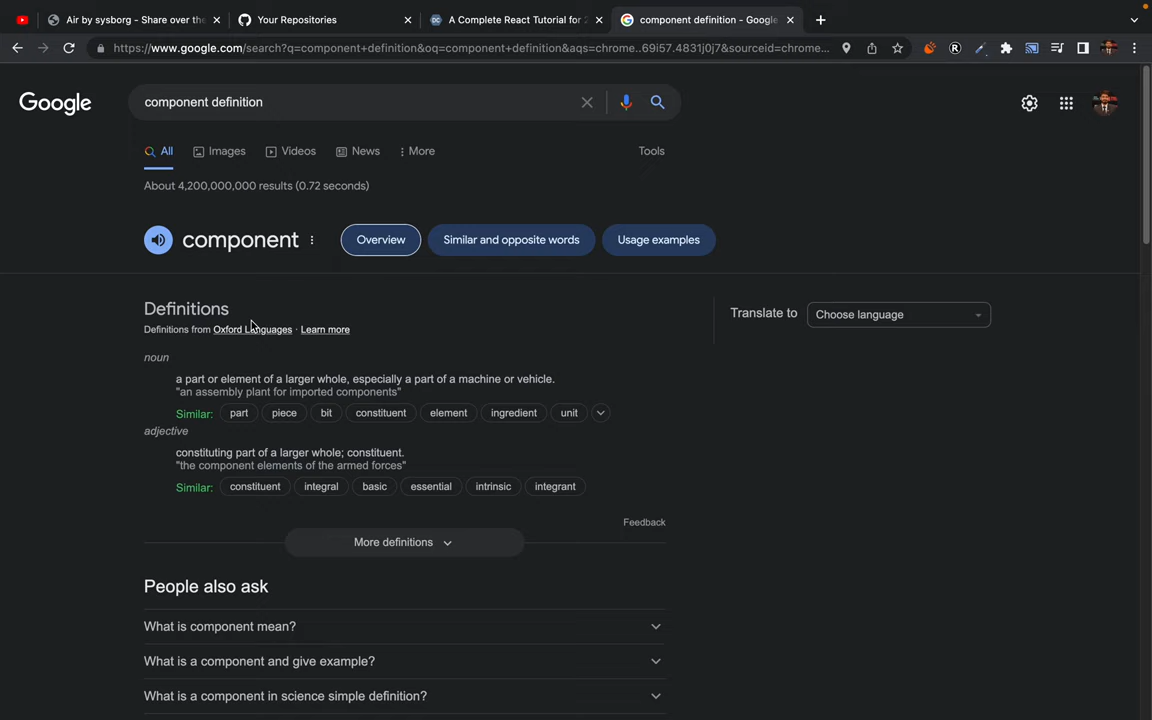 Air by sysborg - Share over the
Your Repositories
A Complete React Tutorial for 2
component definition - Google
https://www.google.com/search?q=component+definition&oq=component+definition&aqs=chrome..69i57.4831j0j7&sourceid=chrome...
Google
component definition
All
Images
Videos
News
More
Tools
About 4,200,000,000 results (0.72 seconds)
component
Overview
Similar and opposite words
Usage examples
Definitions
Definitions from Oxford Languages · Learn more
Translate to
Choose language
noun
a part or element of a larger whole, especially a part of a machine or vehicle.
"an assembly plant for imported components"
Similar: part piece bit constituent element ingredient unit
adjective
constituting part of a larger whole; constituent.
"the component elements of the armed forces"
Similar: constituent integral basic essential intrinsic integrant
Feedback
More definitions
People also ask
What is component mean?
What is a component and give example?
What is a component in science simple definition?